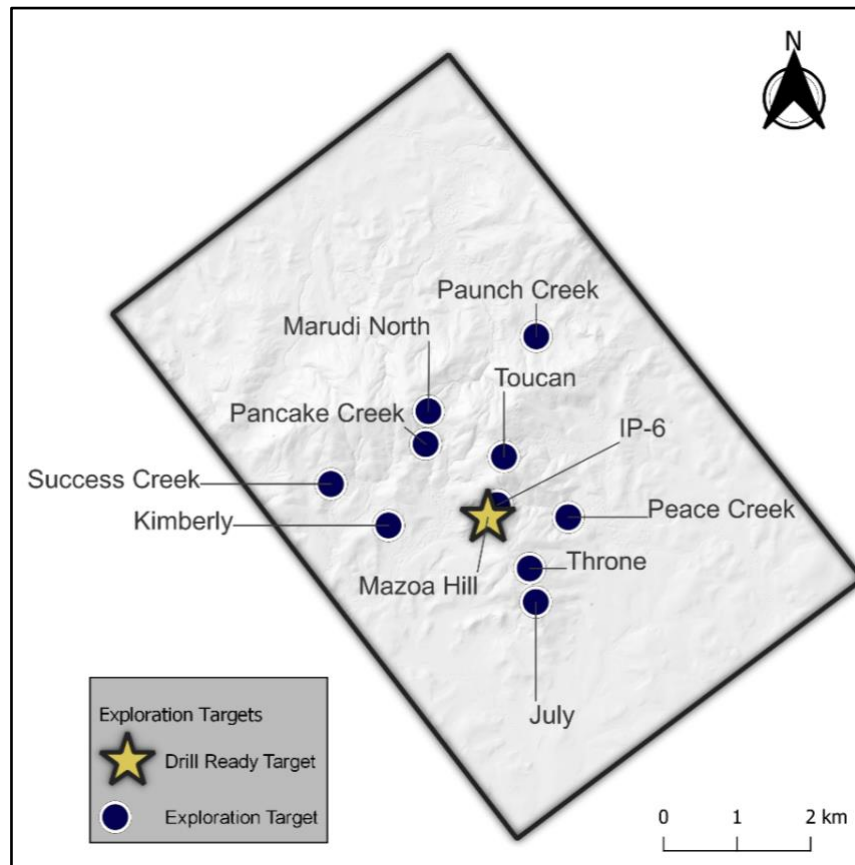 N
Paunch Creek
Marudi North
Toucan
Pancake Creek
IP-6
Success Creek
Peace Creek
Kimberly
Throne
Mazoa Hill
July
Exploration Targets
Drill Ready Target
Exploration Target
0 1 2 km